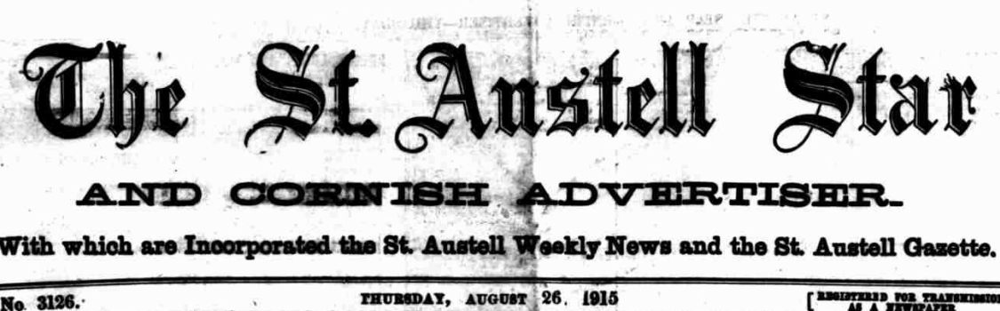 The St. Austell Star
AND CORNISH ADVERTISER.
With which are Incorporated the St. Austell Weekly News and the St. Austell Gazette.
No. 3126. THURSDAY, AUGUST 26, 1915 [REGISTERED FOR TRANSMISSION
AS A NEWSPAPER